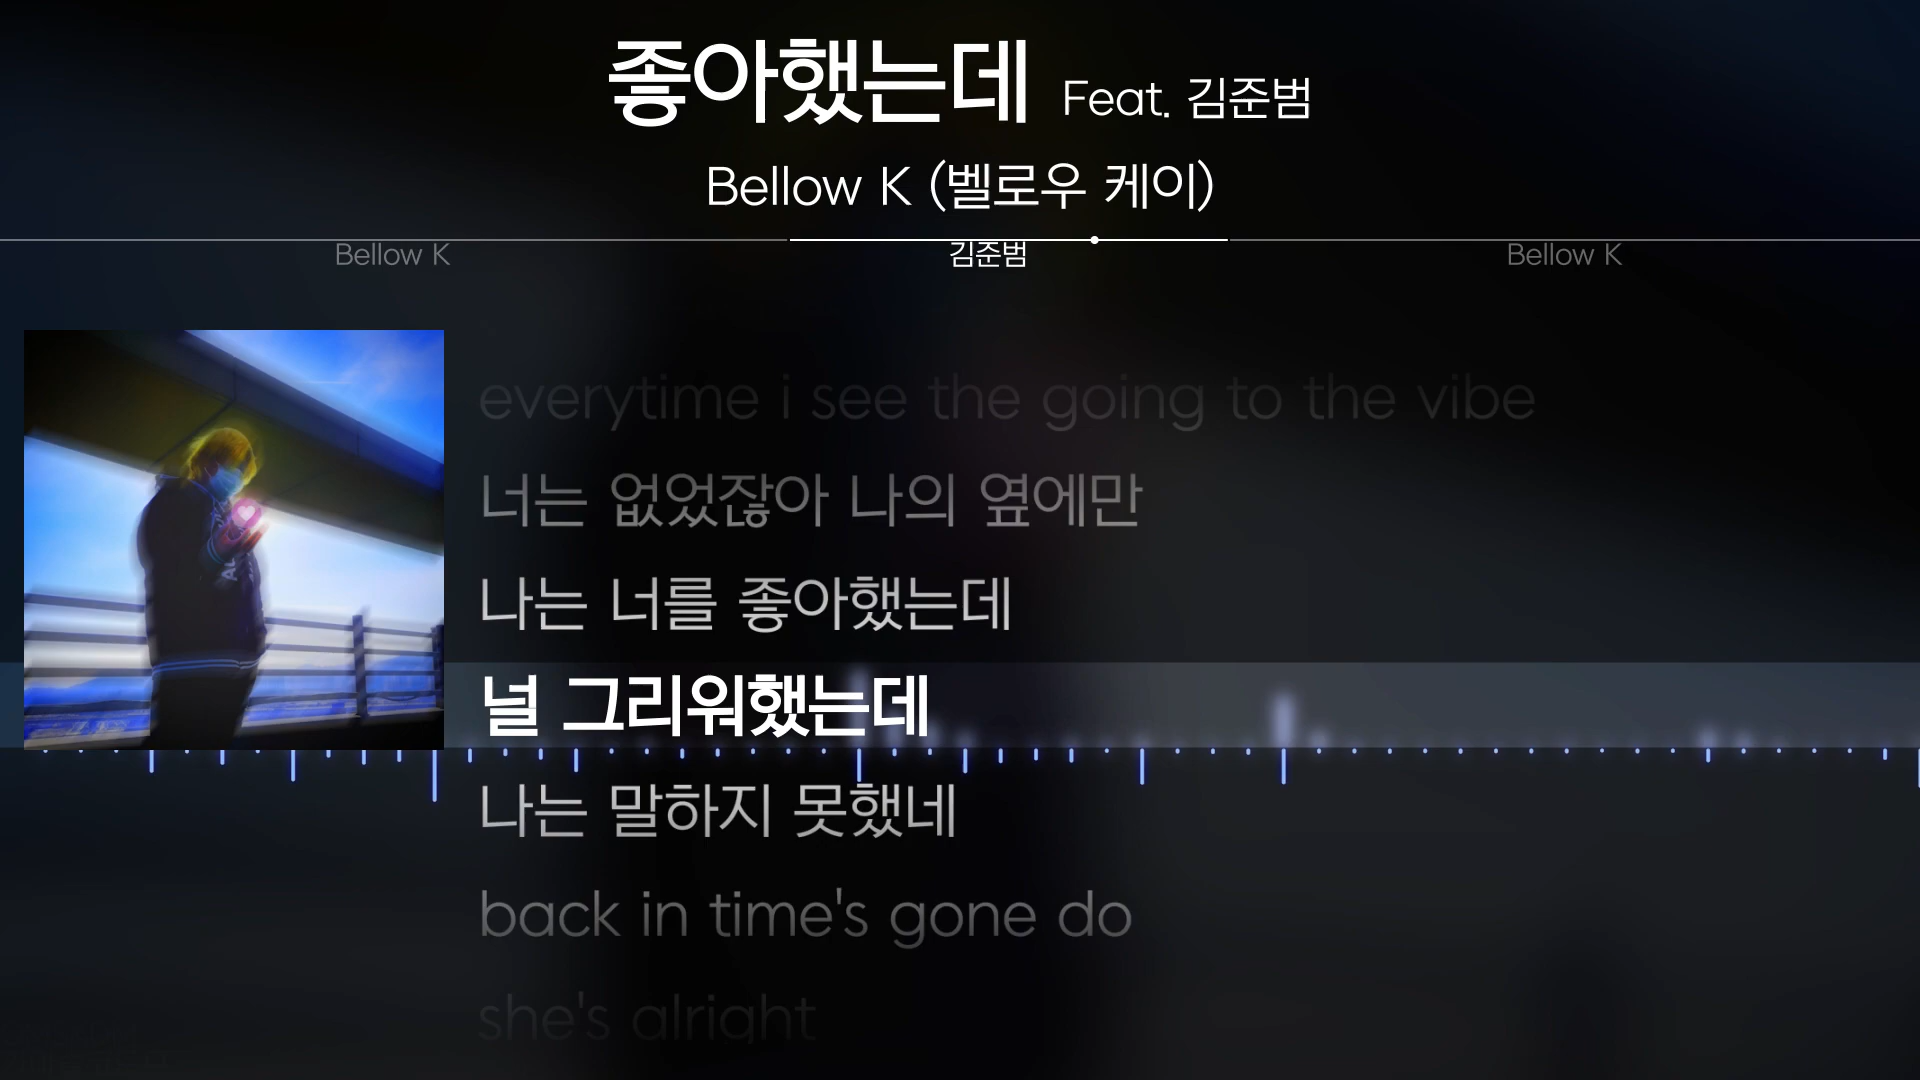 좋아했는데 Feat. 김준범
Bellow K (벨로우 케이)
Bellow K 김준범 Bellow K
everytime i see the going to the vibe
너는 없었잖아 나의 옆에만
나는 너를 좋아했는데
널 그리워했는데
나는 말하지 못했네
back in time's gone do
she's alright